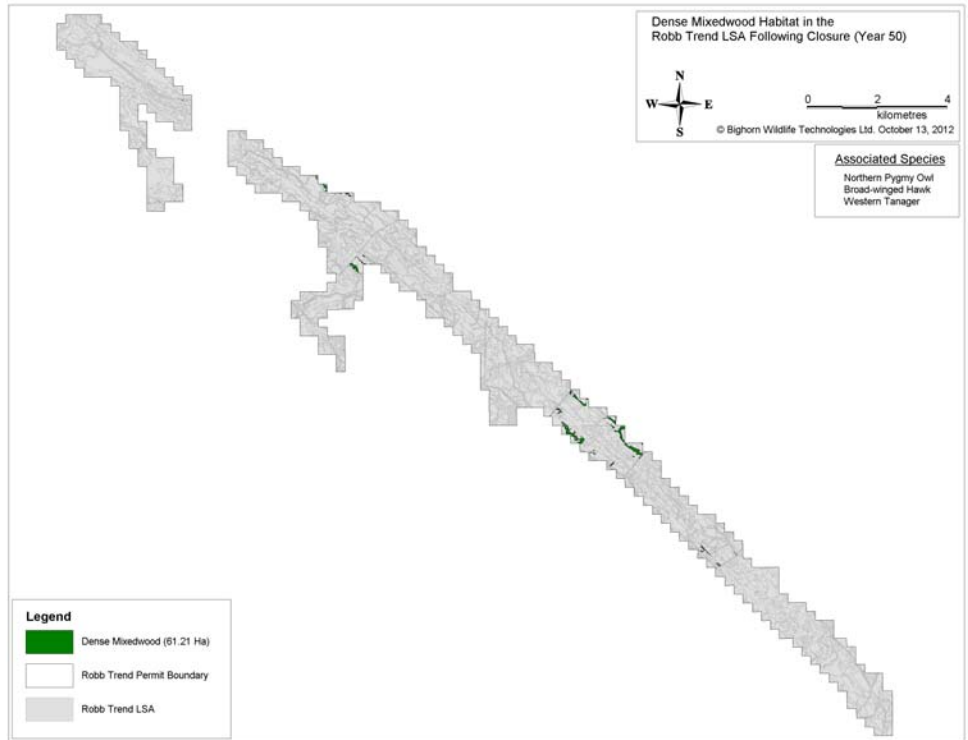 Dense Mixedwood Habitat in the
Robb Trend LSA Following Closure (Year 50)
N
W E
S
0 2 4
kilometres
© Bighorn Wildlife Technologies Ltd. October 13, 2012
Associated Species
Northern Pygmy Owl
Broad-winged Hawk
Western Tanager
Legend
Dense Mixedwood (61.21 Ha)
Robb Trend Permit Boundary
Robb Trend LSA